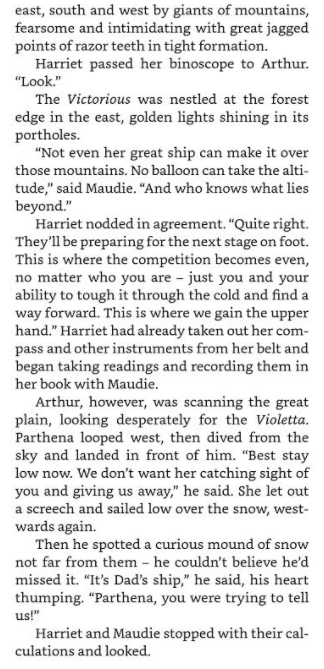 east, south and west by giants of mountains,
fearsome and intimidating with great jagged
points of razor teeth in tight formation.
Harriet passed her binoscope to Arthur.
“Look.”
The Victorious was nestled at the forest
edge in the east, golden lights shining in its
portholes.
“Not even her great ship can make it over
those mountains. No balloon can take the alti-
tude,” said Maudie. “And who knows what lies
beyond.”
Harriet nodded in agreement. “Quite right.
They’ll be preparing for the next stage on foot.
This is where the competition becomes even,
no matter who you are – just you and your
ability to tough it through the cold and find a
way forward. This is where we gain the upper
hand.” Harriet had already taken out her com-
pass and other instruments from her belt and
began taking readings and recording them in
her book with Maudie.
Arthur, however, was scanning the great
plain, looking desperately for the Violetta.
Parthena looped west, then dived from the
sky and landed in front of him. “Best stay
low now. We don’t want her catching sight of
you and giving us away,” he said. She let out
a screech and sailed low over the snow, west-
wards again.
Then he spotted a curious mound of snow
not far from them – he couldn’t believe he’d
missed it. “It’s Dad’s ship,” he said, his heart
thumping. “Parthena, you were trying to tell
us!”
Harriet and Maudie stopped with their cal-
culations and looked.